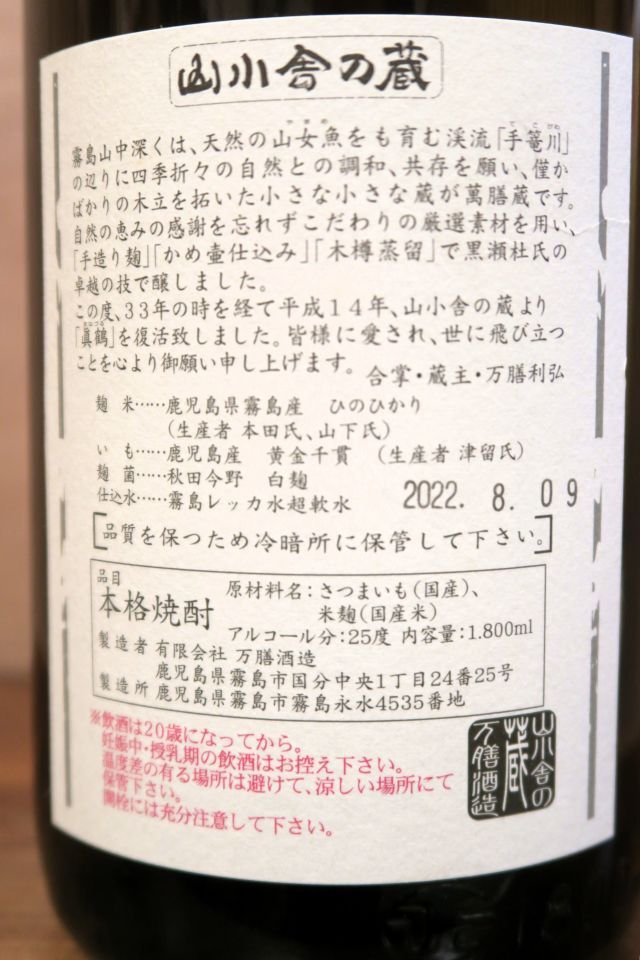 山小舎の蔵
霧島山中深くは、天然の山女魚をも育む渓流「手篭川」
の辺りに四季折々の自然との調和、共存を願い、僅か
ばかりの木立を拓いた小さな小さな蔵が萬膳蔵です。
自然の恵みの感謝を忘れずこだわりの厳選素材を用い、
「手造り麹」「かめ壷仕込み」「木樽蒸留」で黒瀬杜氏の
卓越の技で醸しました。
この度、33年の時を経て平成14年、山小舎の蔵より
「眞鶴」を復活致しました。皆様に愛され、世に飛び立つ
ことを心より御願い申し上げます。
合掌・蔵主・万膳利弘
麹米……鹿児島県霧島産 ひのひかり
(生産者 本田氏、山下氏)
いも……鹿児島産 黄金千貫 (生産者 津留氏)
麹菌……秋田今野 白麹
仕込水……霧島レッカ水超軟水
2022. 8. 09
[品質を保つため冷暗所に保管して下さい。]
品目
本格焼酎
原材料名:さつまいも(国産)、
米麹(国産米)
アルコール分:25度 内容量:1.800ml
製造者 有限会社 万膳酒造
鹿児島県霧島市国分中央1丁目24番25号
製造所 鹿児島県霧島市霧島永水4535番地
※飲酒は20歳になってから。
妊娠中・授乳期の飲酒はお控え下さい。
温度差の有る場所は避けて、涼しい場所にて
保管下さい。
開栓には充分注意して下さい。
山小舎の
蔵
万膳酒造